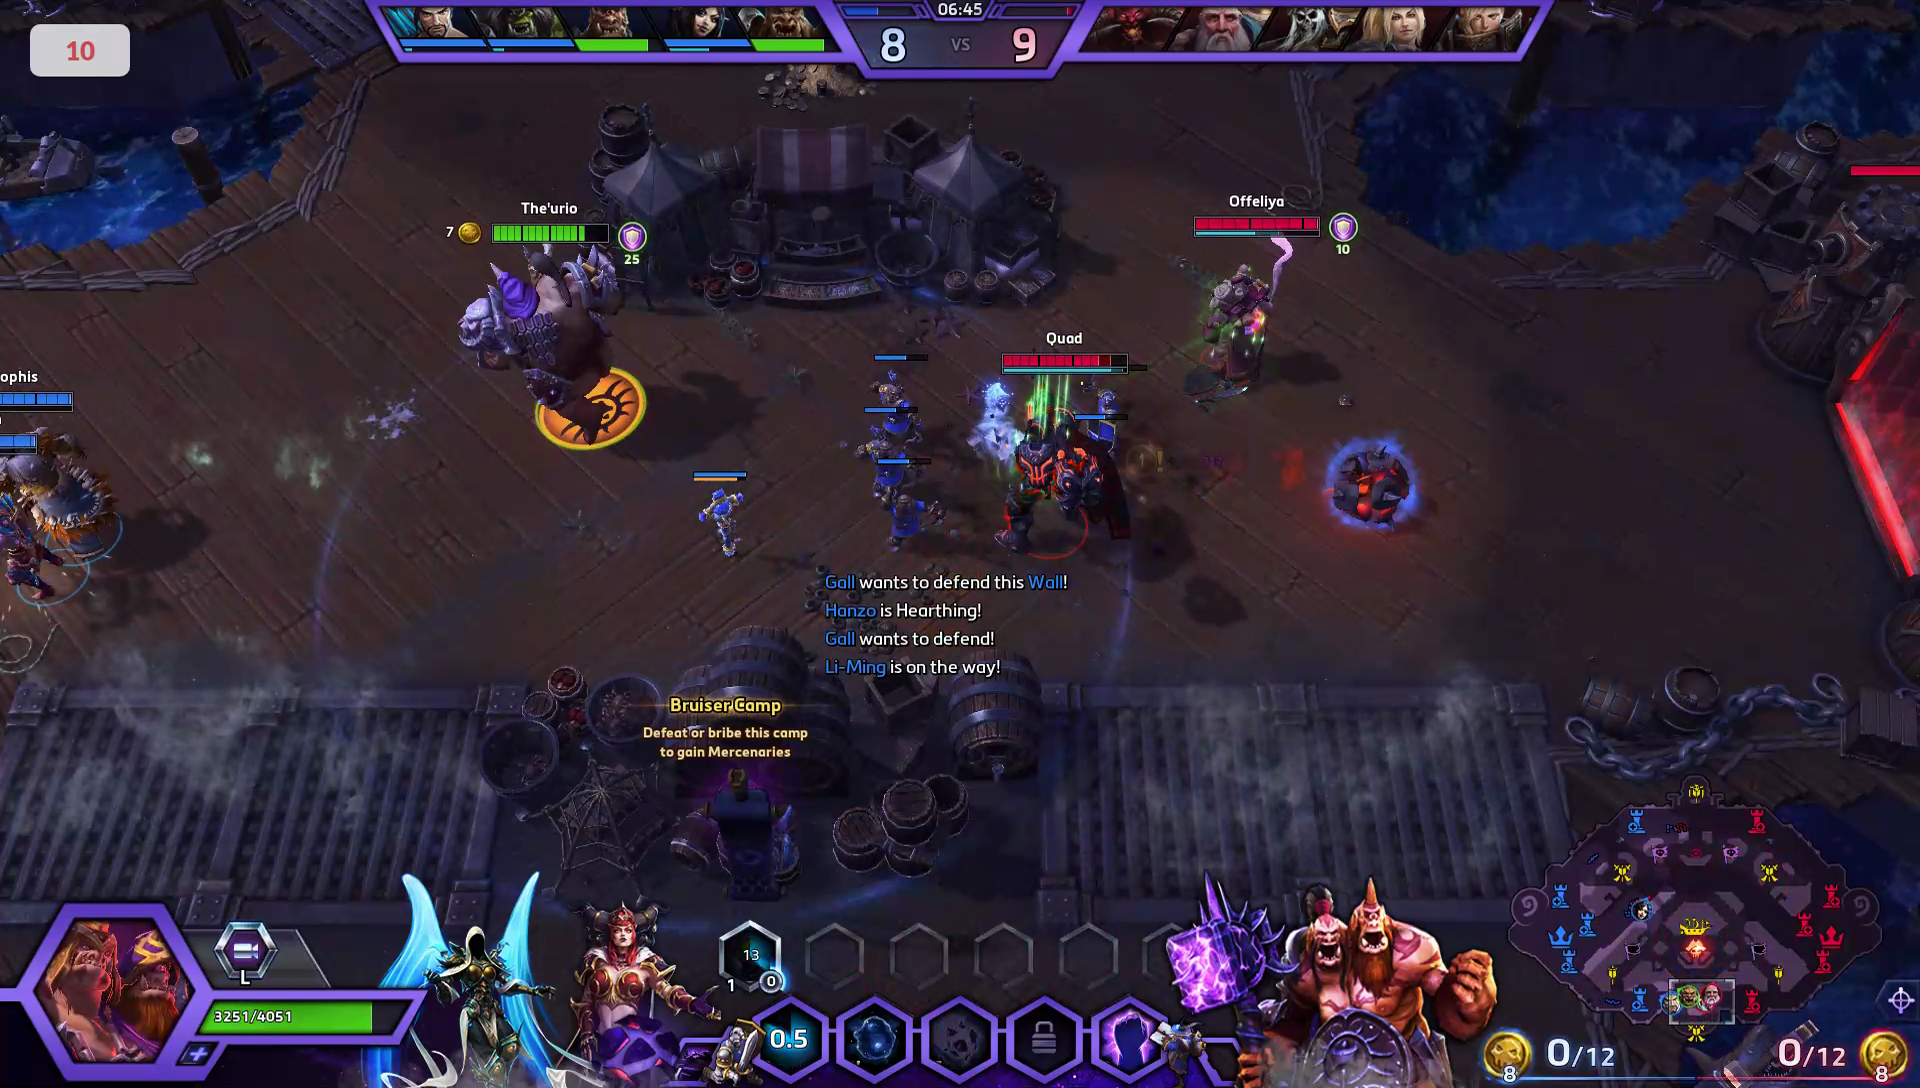 06:45
10
8 VS 9
The'urio
7
25
Offeliya
10
Quad
ophis
Gall wants to defend this Wall!
Hanzo is Hearthing!
Gall wants to defend!
Li-Ming is on the way!
Bruiser Camp
Defeat or bribe this camp
to gain Mercenaries
L
3251/4051
13
1
0
0.5
0/12
8
0/12
8